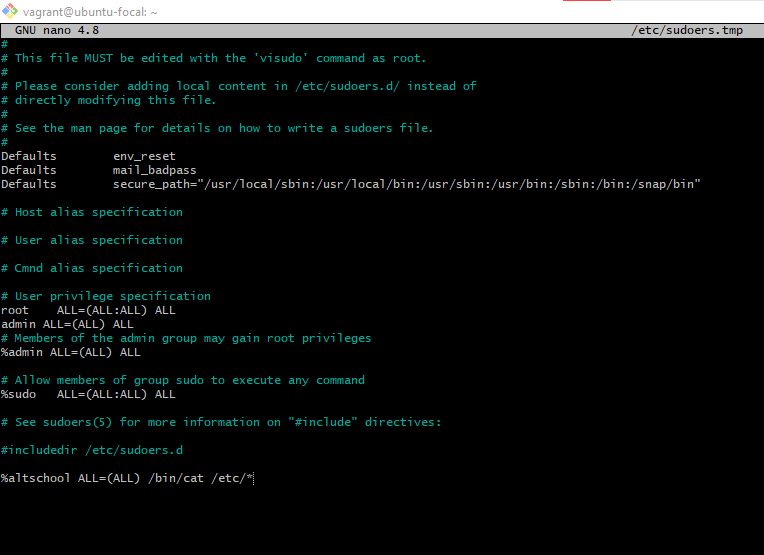 vagrant@ubuntu-focal: ~
GNU nano 4.8 /etc/sudoers.tmp
#
# This file MUST be edited with the 'visudo' command as root.
#
# Please consider adding local content in /etc/sudoers.d/ instead of
# directly modifying this file.
#
# See the man page for details on how to write a sudoers file.
#
Defaults        env_reset
Defaults        mail_badpass
Defaults        secure_path="/usr/local/sbin:/usr/local/bin:/usr/sbin:/usr/bin:/sbin:/bin:/snap/bin"
# Host alias specification
# User alias specification
# Cmnd alias specification
# User privilege specification
root    ALL=(ALL:ALL) ALL
admin ALL=(ALL) ALL
# Members of the admin group may gain root privileges
%admin ALL=(ALL) ALL
# Allow members of group sudo to execute any command
%sudo   ALL=(ALL:ALL) ALL
# See sudoers(5) for more information on "#include" directives:
#includedir /etc/sudoers.d
%altschool ALL=(ALL) /bin/cat /etc/*